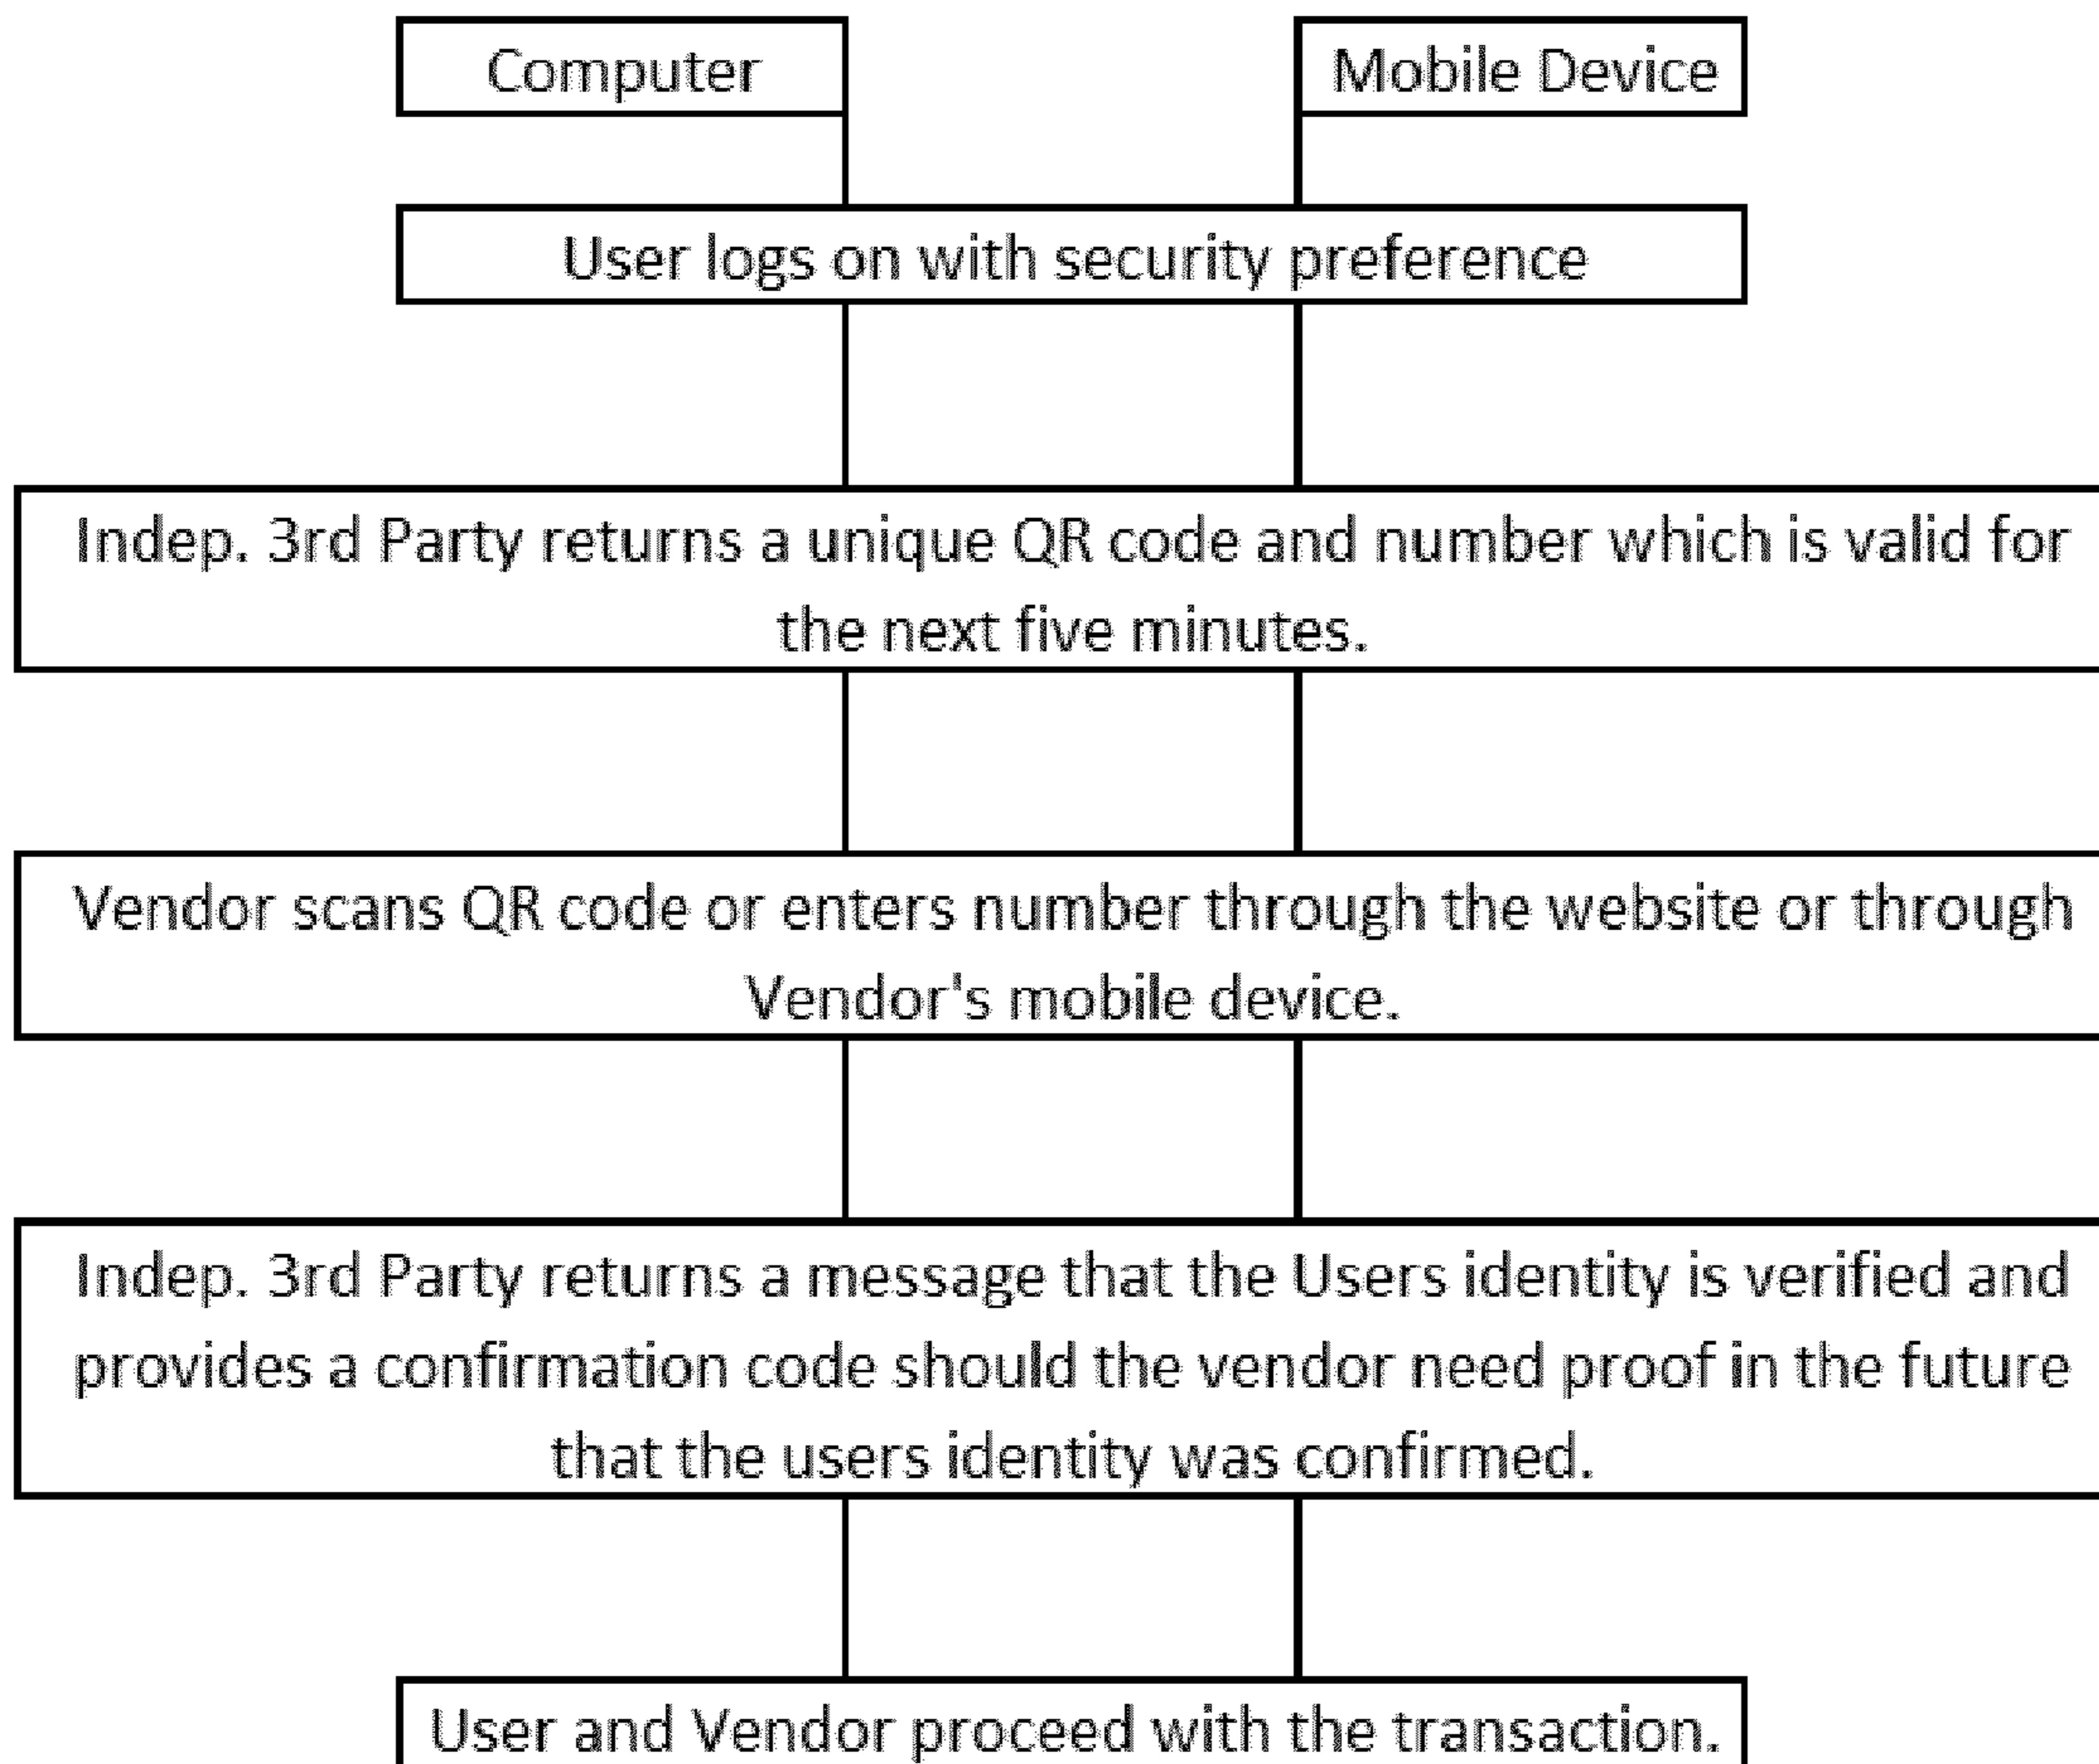 Computer
Mobile Device
User logs on with security preference
Indep. 3rd Party returns a unique QR code and number which is valid for
the next five minutes.
Vendor scans QR code or enters number through the website or through
Vendor's mobile device.
Indep. 3rd Party returns a message that the Users identity is verified and
provides a confirmation code should the vendor need proof in the future
that the users identity was confirmed.
User and Vendor proceed with the transaction.